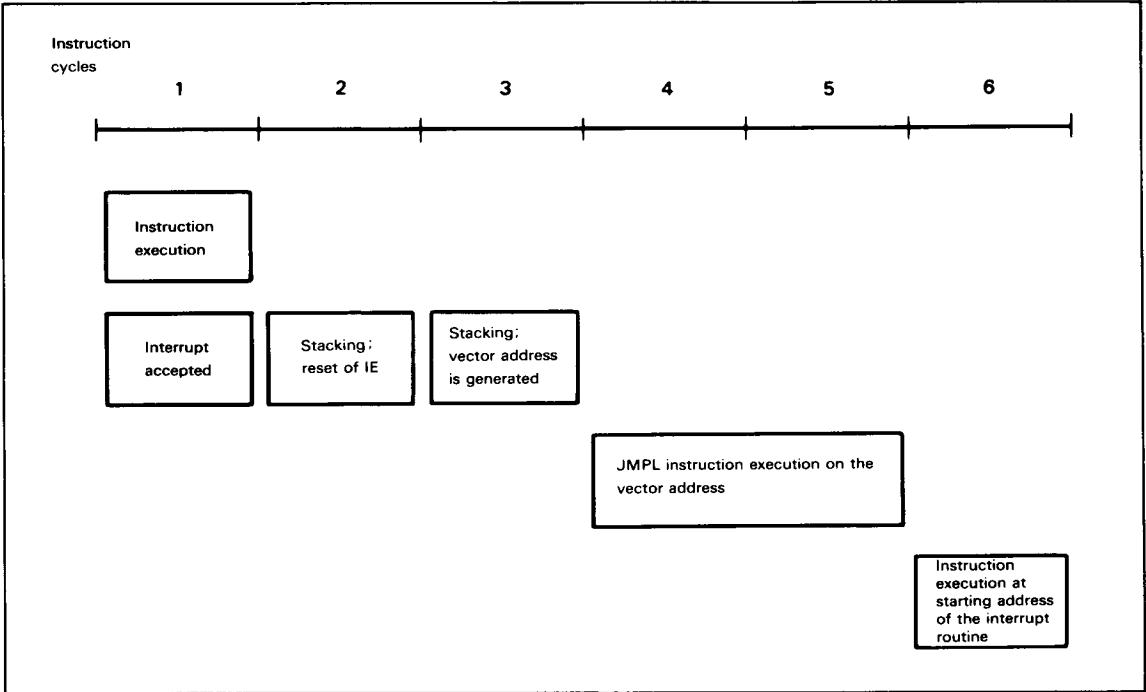 Instruction
cycles
1 2 3 4 5 6
Instruction
execution
Interrupt
accepted
Stacking;
reset of IE
Stacking;
vector address
is generated
JMPL instruction execution on the
vector address
Instruction
execution at
starting address
of the interrupt
routine